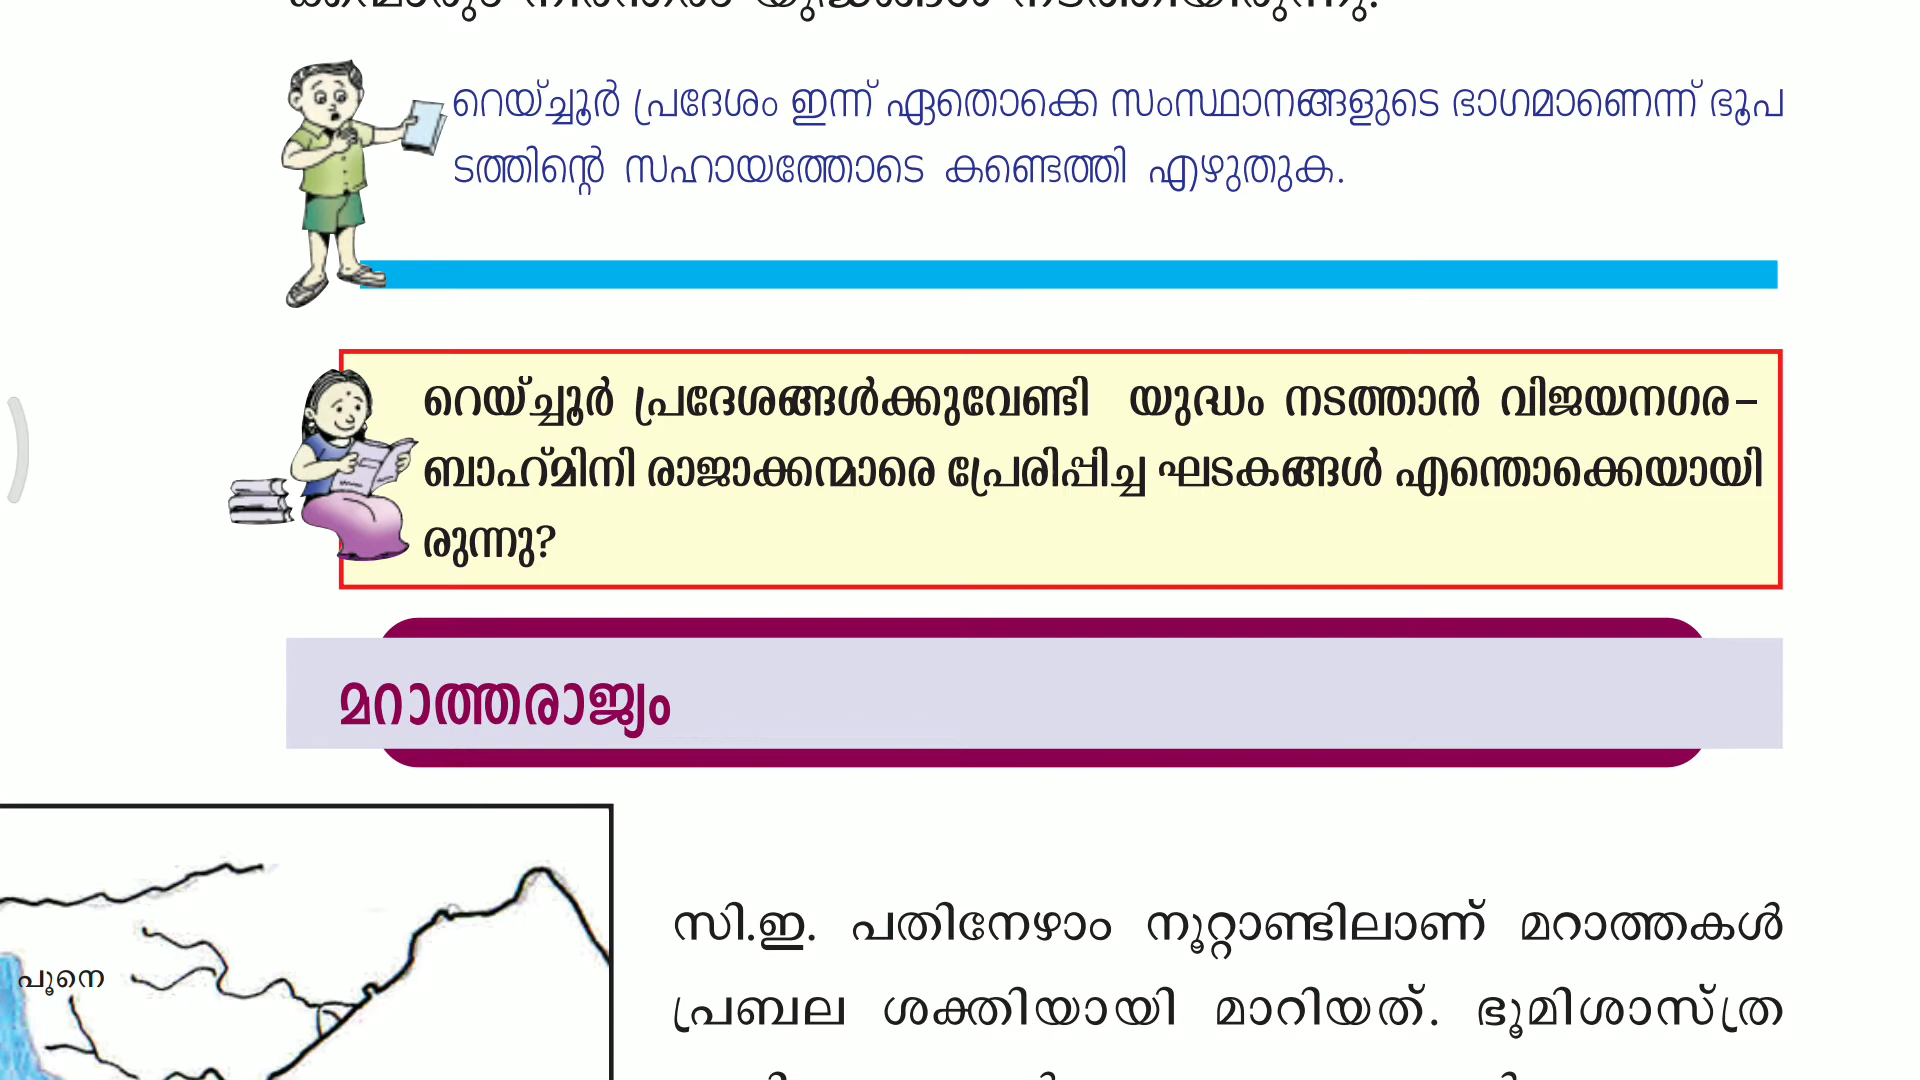 റെയ്ച്ചൂർ പ്രദേശം ഇന്ന് ഏതൊക്കെ സംസ്ഥാനങ്ങളുടെ ഭാഗമാണെന്ന് ഭൂപ
ടത്തിന്റെ സഹായത്തോടെ കണ്ടെത്തി എഴുതുക.
റെയ്ച്ചൂർ പ്രദേശങ്ങൾക്കുവേണ്ടി യുദ്ധം നടത്താൻ വിജയനഗര-
ബാഹ്മിനി രാജാക്കന്മാരെ പ്രേരിപ്പിച്ച ഘടകങ്ങൾ എന്തൊക്കെയായി
രുന്നു?
മറാത്തരാജ്യം
പൂനെ
സി.ഇ. പതിനേഴാം നൂറ്റാണ്ടിലാണ് മറാത്തകൾ
പ്രബല ശക്തിയായി മാറിയത്. ഭൂമിശാസ്ത്ര